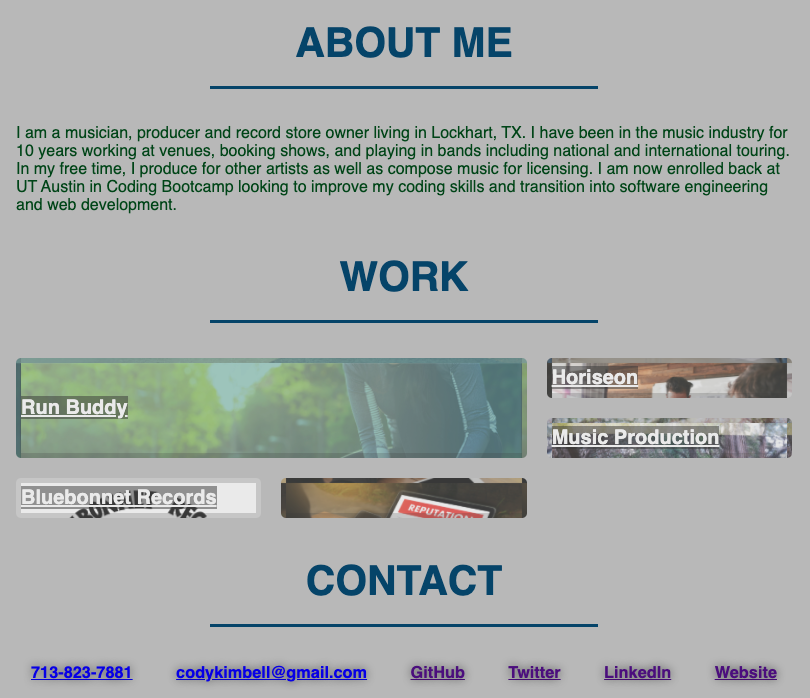 ABOUT ME
I am a musician, producer and record store owner living in Lockhart, TX. I have been in the music industry for
10 years working at venues, booking shows, and playing in bands including national and international touring.
In my free time, I produce for other artists as well as compose music for licensing. I am now enrolled back at
UT Austin in Coding Bootcamp looking to improve my coding skills and transition into software engineering
and web development.
WORK
Run Buddy
Horiseon
Music Production
Bluebonnet Records
REPUTATION
CONTACT
713-823-7881 codykimbell@gmail.com GitHub Twitter LinkedIn Website